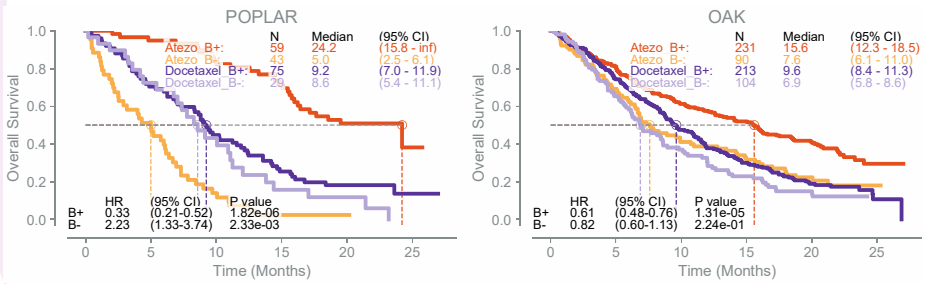 POPLAR
N Median (95% CI)
Atezo_B+: 59 24.2 (15.8 - inf)
Atezo_B-: 43 5.0 (2.5 - 6.1)
Docetaxel_B+: 75 9.2 (7.0 - 11.9)
Docetaxel_B-: 29 8.6 (5.4 - 11.1)
Overall Survival
1.0
0.8
0.6
0.4
0.2
0.0
HR (95% CI) P value
B+ 0.33 (0.21-0.52) 1.82e-06
B- 2.23 (1.33-3.74) 2.33e-03
0 5 10 15 20 25
Time (Months)
OAK
N Median (95% CI)
Atezo_B+: 231 15.6 (12.3 - 18.5)
Atezo_B-: 90 7.6 (6.1 - 11.0)
Docetaxel_B+: 213 9.6 (8.4 - 11.3)
Docetaxel_B-: 104 6.9 (5.8 - 8.6)
Overall Survival
1.0
0.8
0.6
0.4
0.2
0.0
HR (95% CI) P value
B+ 0.61 (0.48-0.76) 1.31e-05
B- 0.82 (0.60-1.13) 2.24e-01
0 5 10 15 20 25
Time (Months)